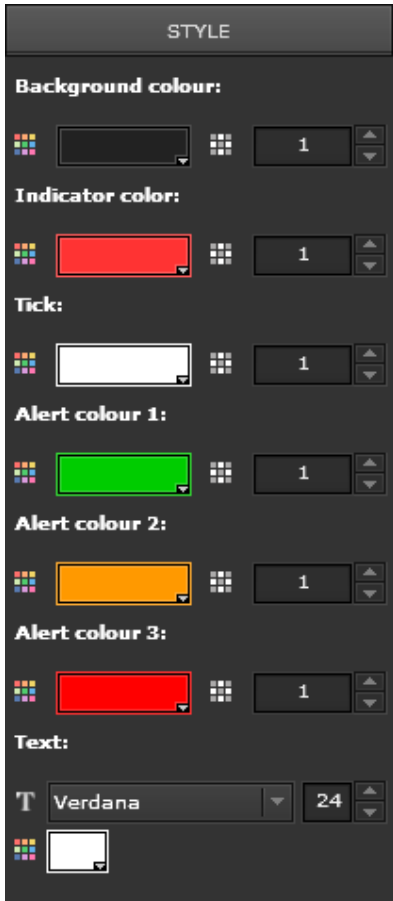 STYLE
Background colour:
1
Indicator color:
1
Tick:
1
Alert colour 1:
1
Alert colour 2:
1
Alert colour 3:
1
Text:
T Verdana 24